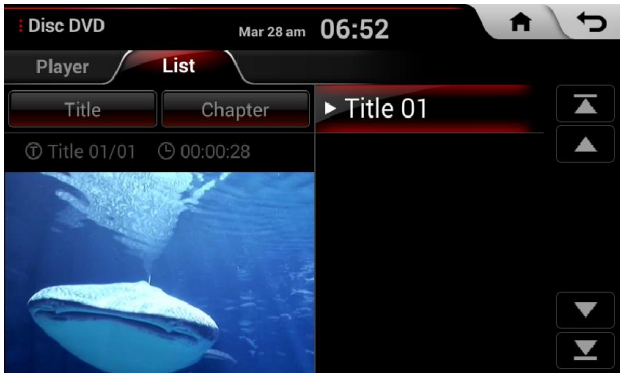 Disc DVD
Mar 28 am 06:52
Player List
Title Chapter
Title 01
Title 01/01 00:00:28